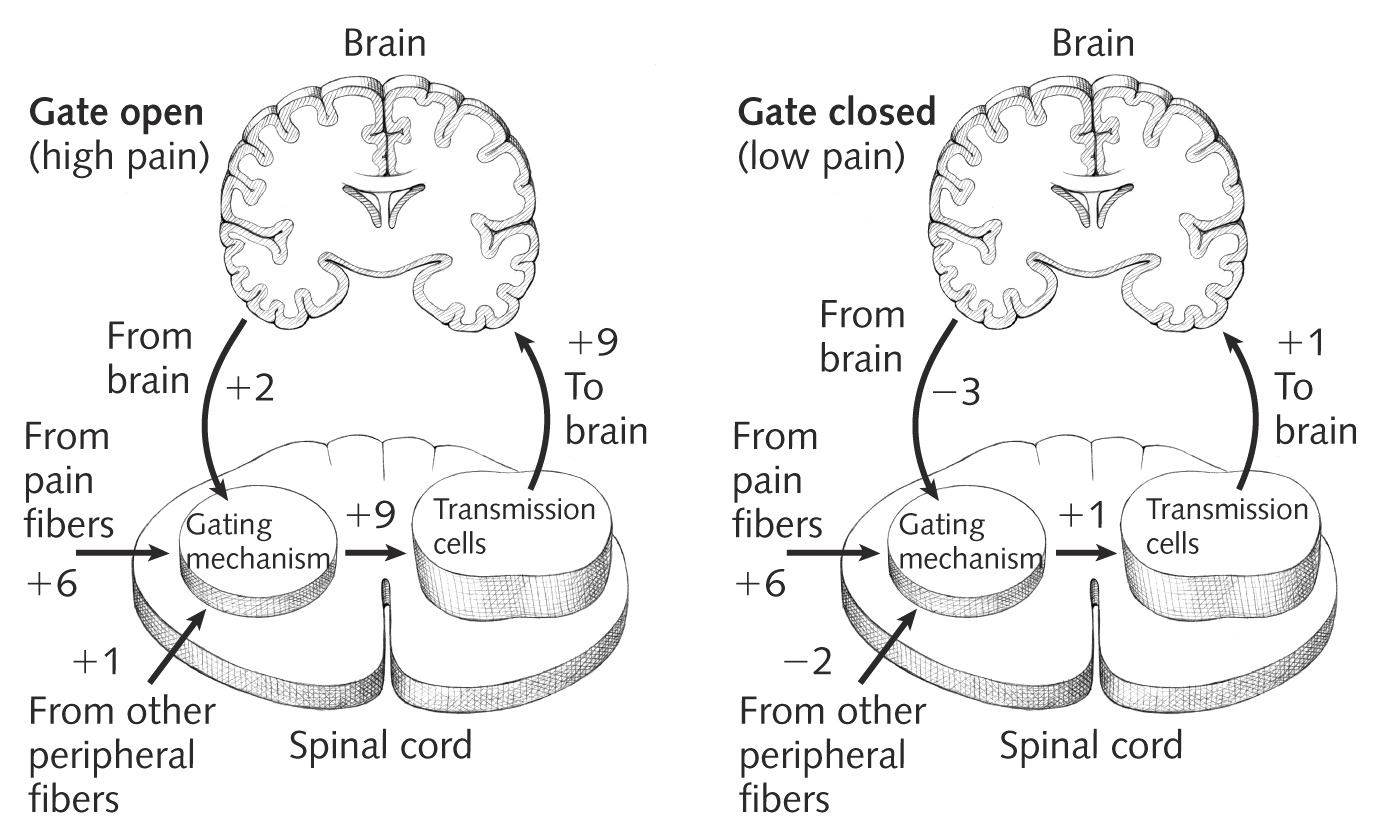 Brain
Gate open
(high pain)
From
brain
+2
+9
To
brain
From
pain
fibers
+6
Gating
mechanism
+9
Transmission
cells
+1
From other
peripheral
fibers
Spinal cord
Brain
Gate closed
(low pain)
From
brain
−3
+1
To
brain
From
pain
fibers
+6
Gating
mechanism
+1
Transmission
cells
−2
From other
peripheral
fibers
Spinal cord